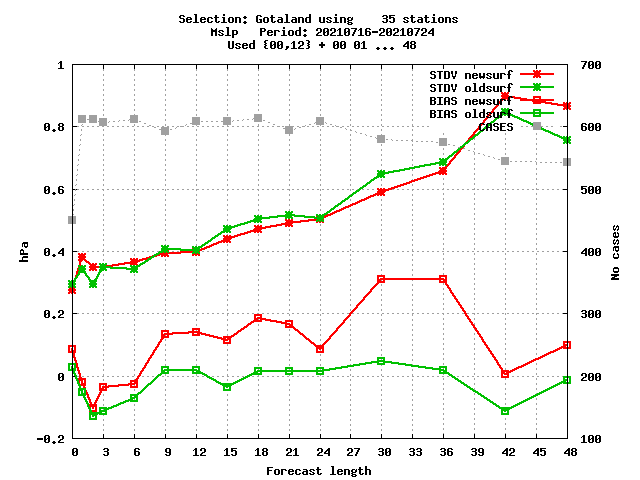 Selection: Gotaland using    35 stations
Mslp   Period: 20210716-20210724
Used {00,12} + 00 01 ... 48
STDV newsurf
STDV oldsurf
BIAS newsurf
BIAS oldsurf
CASES
1
0.8
0.6
0.4
0.2
0
-0.2
hPa
700
600
500
400
300
200
100
No cases
0 3 6 9 12 15 18 21 24 27 30 33 36 39 42 45 48
Forecast length